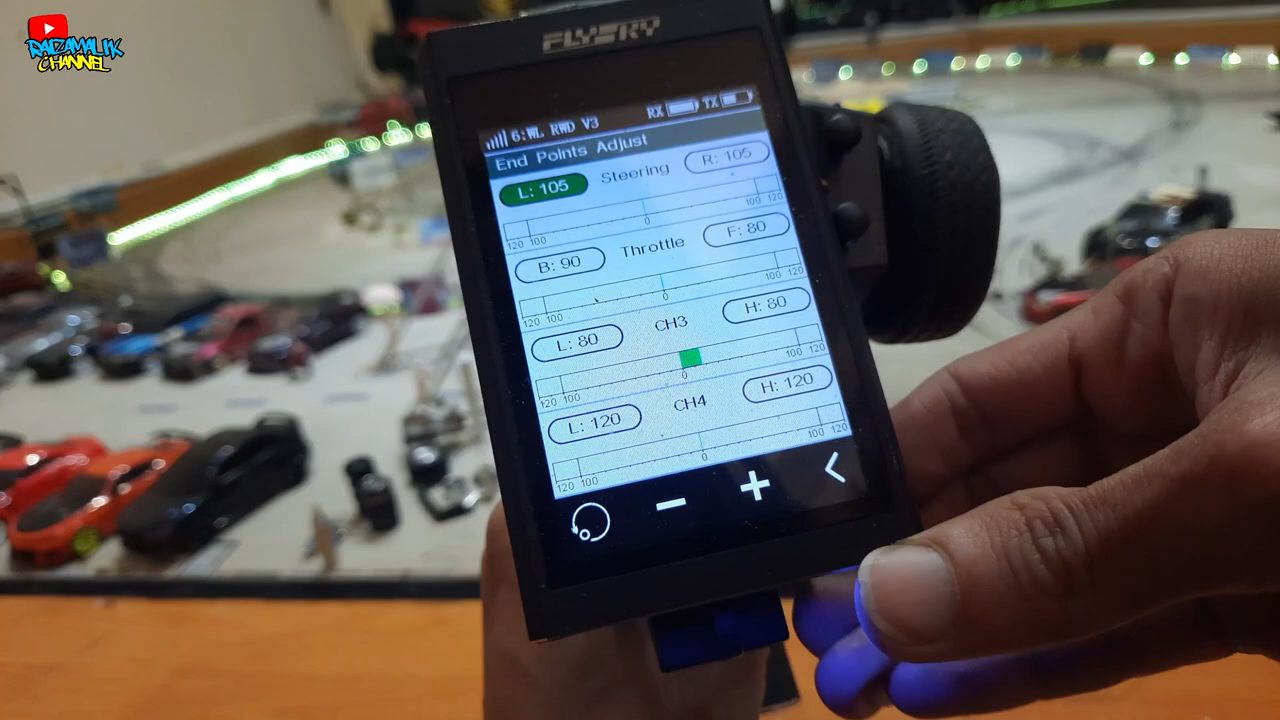 RAIZAMALIK
CHANNEL
FLYSKY
6:WL RWD V3 RX TX
End Points Adjust
L: 105 Steering R: 105
120 100 0 100 120
B: 90 Throttle F: 80
120 100 0 100 120
L: 80 CH3 H: 80
120 100 0 100 120
L: 120 CH4 H: 120
120 100 0 100 120